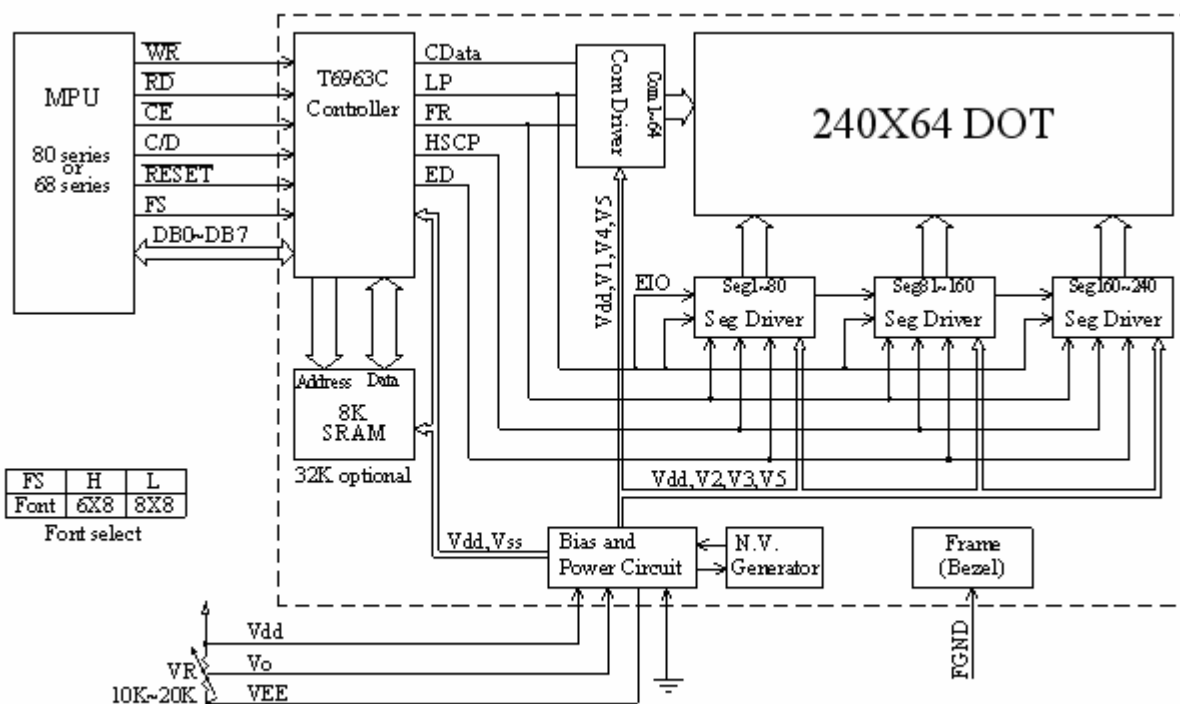 MPU
80 series
or
68 series
WR
RD
CE
C/D
RESET
FS
DB0~DB7
T6963C
Controller
CData
LP
FR
HSCP
ED
Com Driver
Com 1~64
240X64 DOT
Vdd,V1,V4,V5
EIO
Seg1~80
Seg Driver
Seg81~160
Seg Driver
Seg160~240
Seg Driver
Address
Data
8K
SRAM
32K optional
FS H L
Font 6X8 8X8
Font select
Vdd,V2,V3,V5
Vdd,Vss
Bias and
Power Circuit
N.V.
Generator
Frame
(Bezel)
FGND
Vdd
Vo
VEE
VR
10K~20K